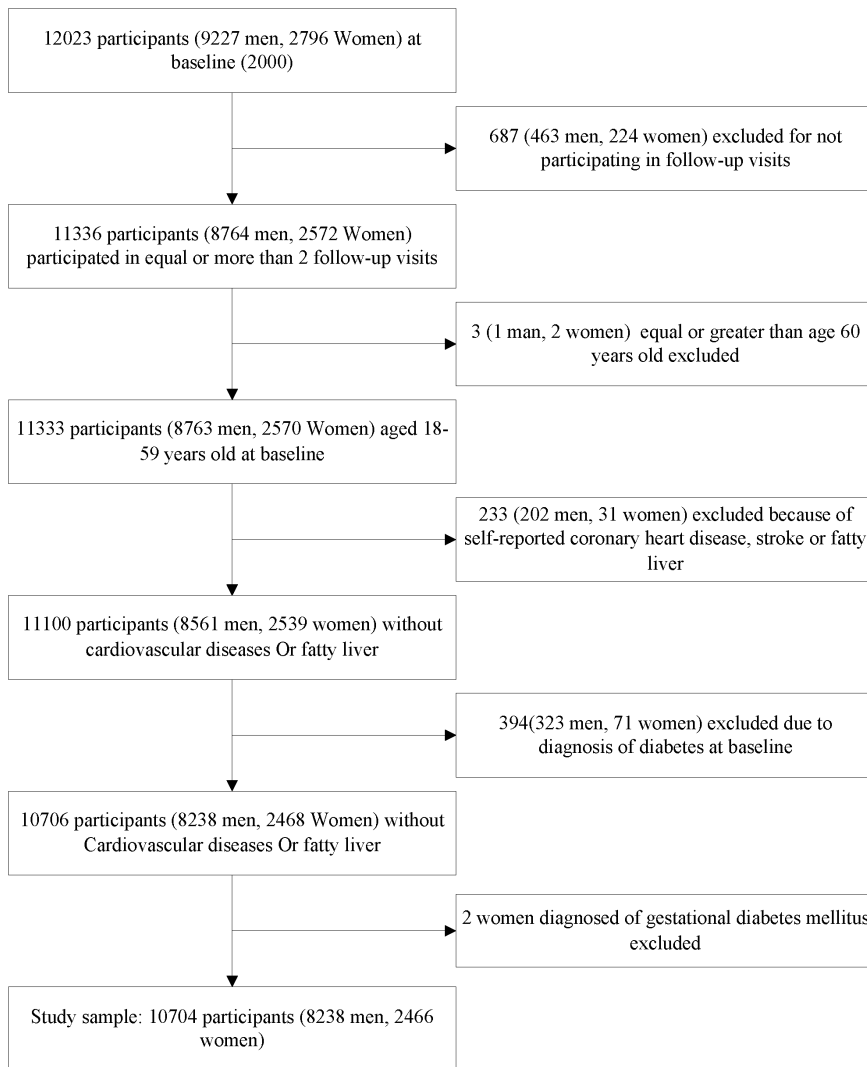 12023 participants (9227 men, 2796 Women) at
baseline (2000)
687 (463 men, 224 women) excluded for not
participating in follow-up visits
11336 participants (8764 men, 2572 Women)
participated in equal or more than 2 follow-up visits
3 (1 man, 2 women) equal or greater than age 60
years old excluded
11333 participants (8763 men, 2570 Women) aged 18-
59 years old at baseline
233 (202 men, 31 women) excluded because of
self-reported coronary heart disease, stroke or fatty
liver
11100 participants (8561 men, 2539 women) without
cardiovascular diseases Or fatty liver
394(323 men, 71 women) excluded due to
diagnosis of diabetes at baseline
10706 participants (8238 men, 2468 Women) without
Cardiovascular diseases Or fatty liver
2 women diagnosed of gestational diabetes mellitus
excluded
Study sample: 10704 participants (8238 men, 2466
women)